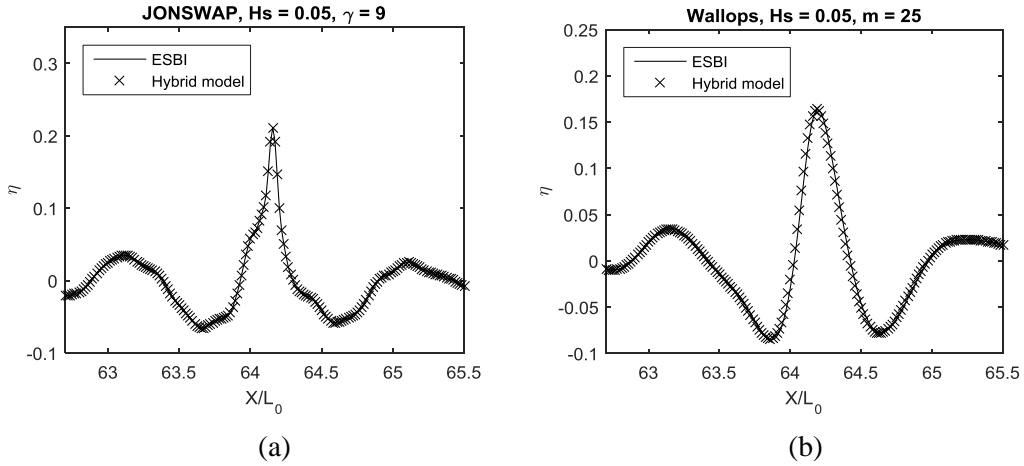 JONSWAP, Hs = 0.05, γ = 9
0.3
0.2
0.1
0
-0.1
η
ESBI
Hybrid model
63
63.5
64
64.5
65
65.5
X/L0
(a)
Wallops, Hs = 0.05, m = 25
0.25
0.20
0.15
0.10
0.05
0
-0.05
-0.1
η
ESBI
Hybrid model
63
63.5
64
64.5
65
65.5
X/L0
(b)